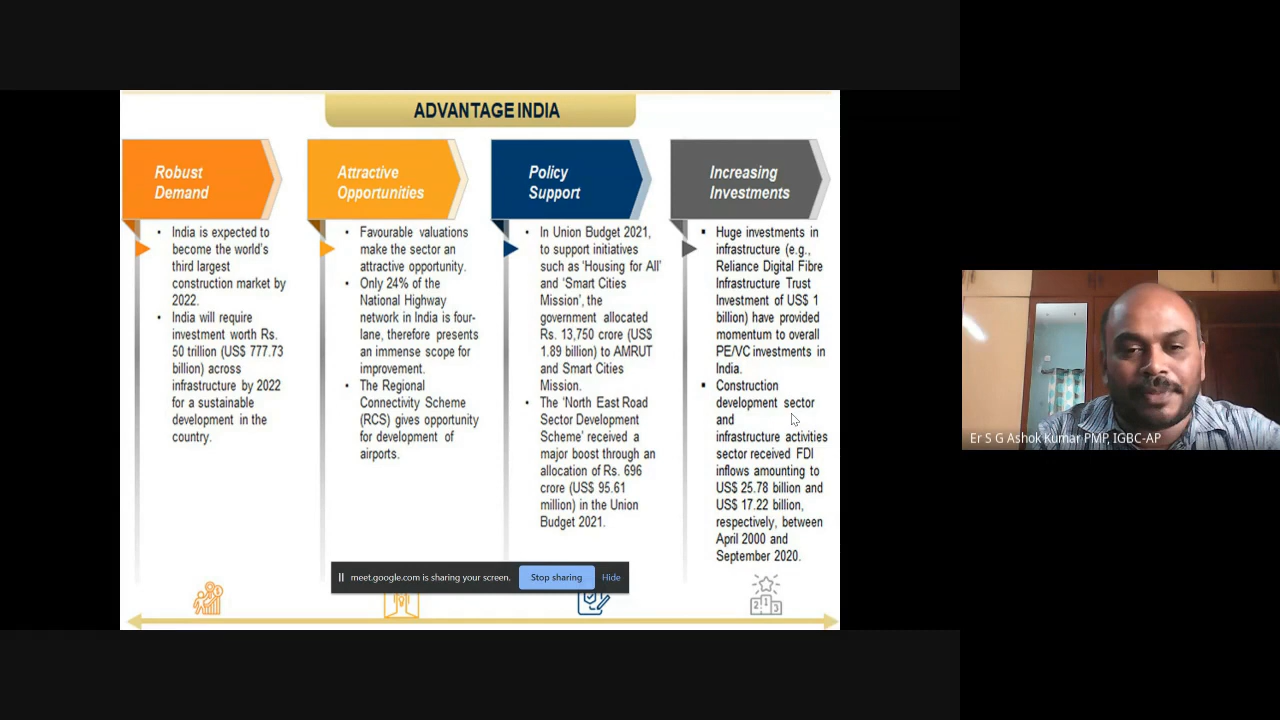 ADVANTAGE INDIA
Robust
Demand
• India is expected to
become the world's
third largest
construction market by
2022.
• India will require
investment worth Rs.
50 trillion (US$ 777.73
billion) across
infrastructure by 2022
for a sustainable
development in the
country.
Attractive
Opportunities
• Favourable valuations
make the sector an
attractive opportunity.
• Only 24% of the
National Highway
network in India is four-
lane, therefore presents
an immense scope for
improvement.
• The Regional
Connectivity Scheme
(RCS) gives opportunity
for development of
airports.
Policy
Support
• In Union Budget 2021,
to support initiatives
such as 'Housing for All'
and 'Smart Cities
Mission', the
government allocated
Rs. 13,750 crore (US$
1.89 billion) to AMRUT
and Smart Cities
Mission.
• The 'North East Road
Sector Development
Scheme' received a
major boost through an
allocation of Rs. 696
crore (US$ 95.61
million) in the Union
Budget 2021.
Increasing
Investments
▪ Huge investments in
infrastructure (e.g.,
Reliance Digital Fibre
Infrastructure Trust
Investment of US$ 1
billion) have provided
momentum to overall
PE/VC investments in
India.
▪ Construction
development sector
and
infrastructure activities
sector received FDI
inflows amounting to
US$ 25.78 billion and
US$ 17.22 billion,
respectively, between
April 2000 and
September 2020.
meet.google.com is sharing your screen. Stop sharing Hide
2 1 3
Er S G Ashok Kumar PMP, IGBC-AP